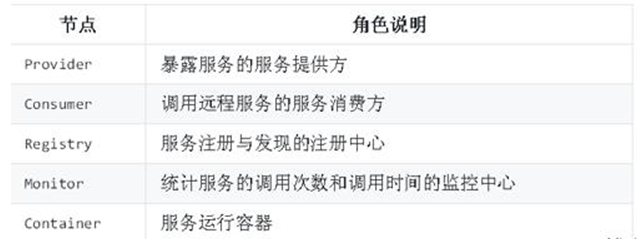 节点 角色说明
Provider 暴露服务的服务提供方
Consumer 调用远程服务的服务消费方
Registry 服务注册与发现的注册中心
Monitor 统计服务的调用次数和调用时间的监控中心
Container 服务运行容器